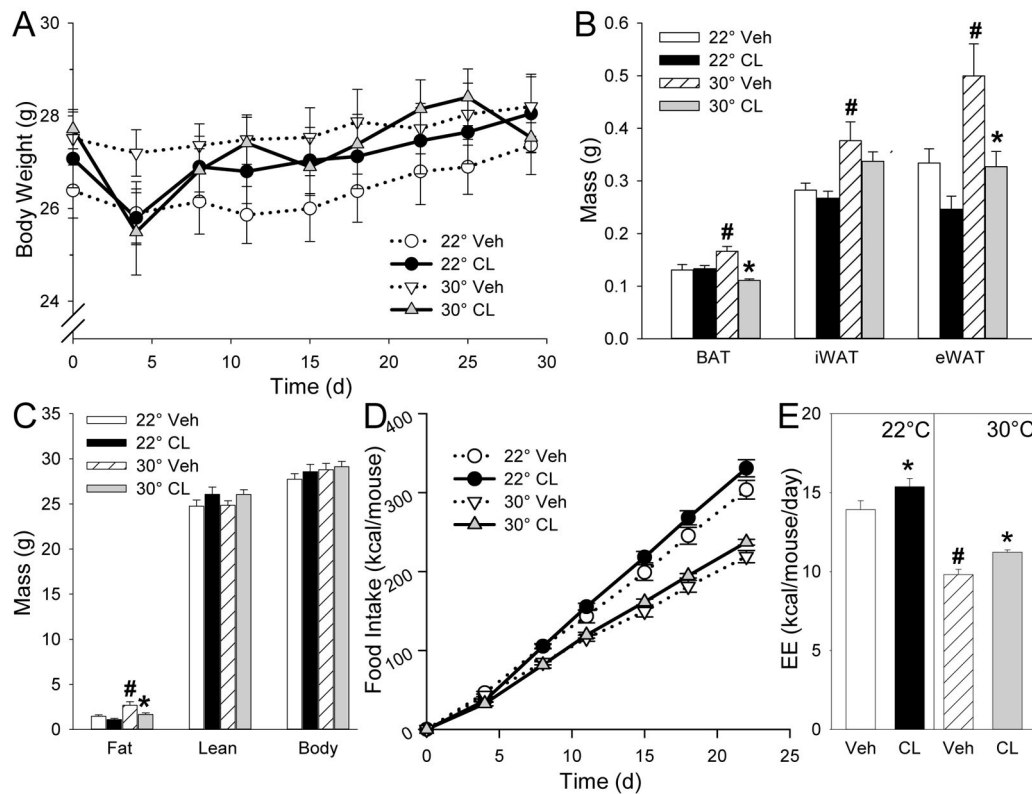 A
Body Weight (g)
30
28
26
24
0
5
10
15
20
25
30
Time (d)
22° Veh
22° CL
30° Veh
30° CL
B
Mass (g)
0.6
0.5
0.4
0.3
0.2
0.1
0.0
22° Veh
22° CL
30° Veh
30° CL
#
*
#
#
*
BAT
iWAT
eWAT
C
Mass (g)
35
30
25
20
15
10
5
0
22° Veh
22° CL
30° Veh
30° CL
#
*
Fat
Lean
Body
D
Food Intake (kcal/mouse)
400
300
200
100
0
22° Veh
22° CL
30° Veh
30° CL
0
5
10
15
20
25
Time (d)
E
EE (kcal/mouse/day)
20
15
10
5
0
22°C
30°C
*
#
*
Veh
CL
Veh
CL